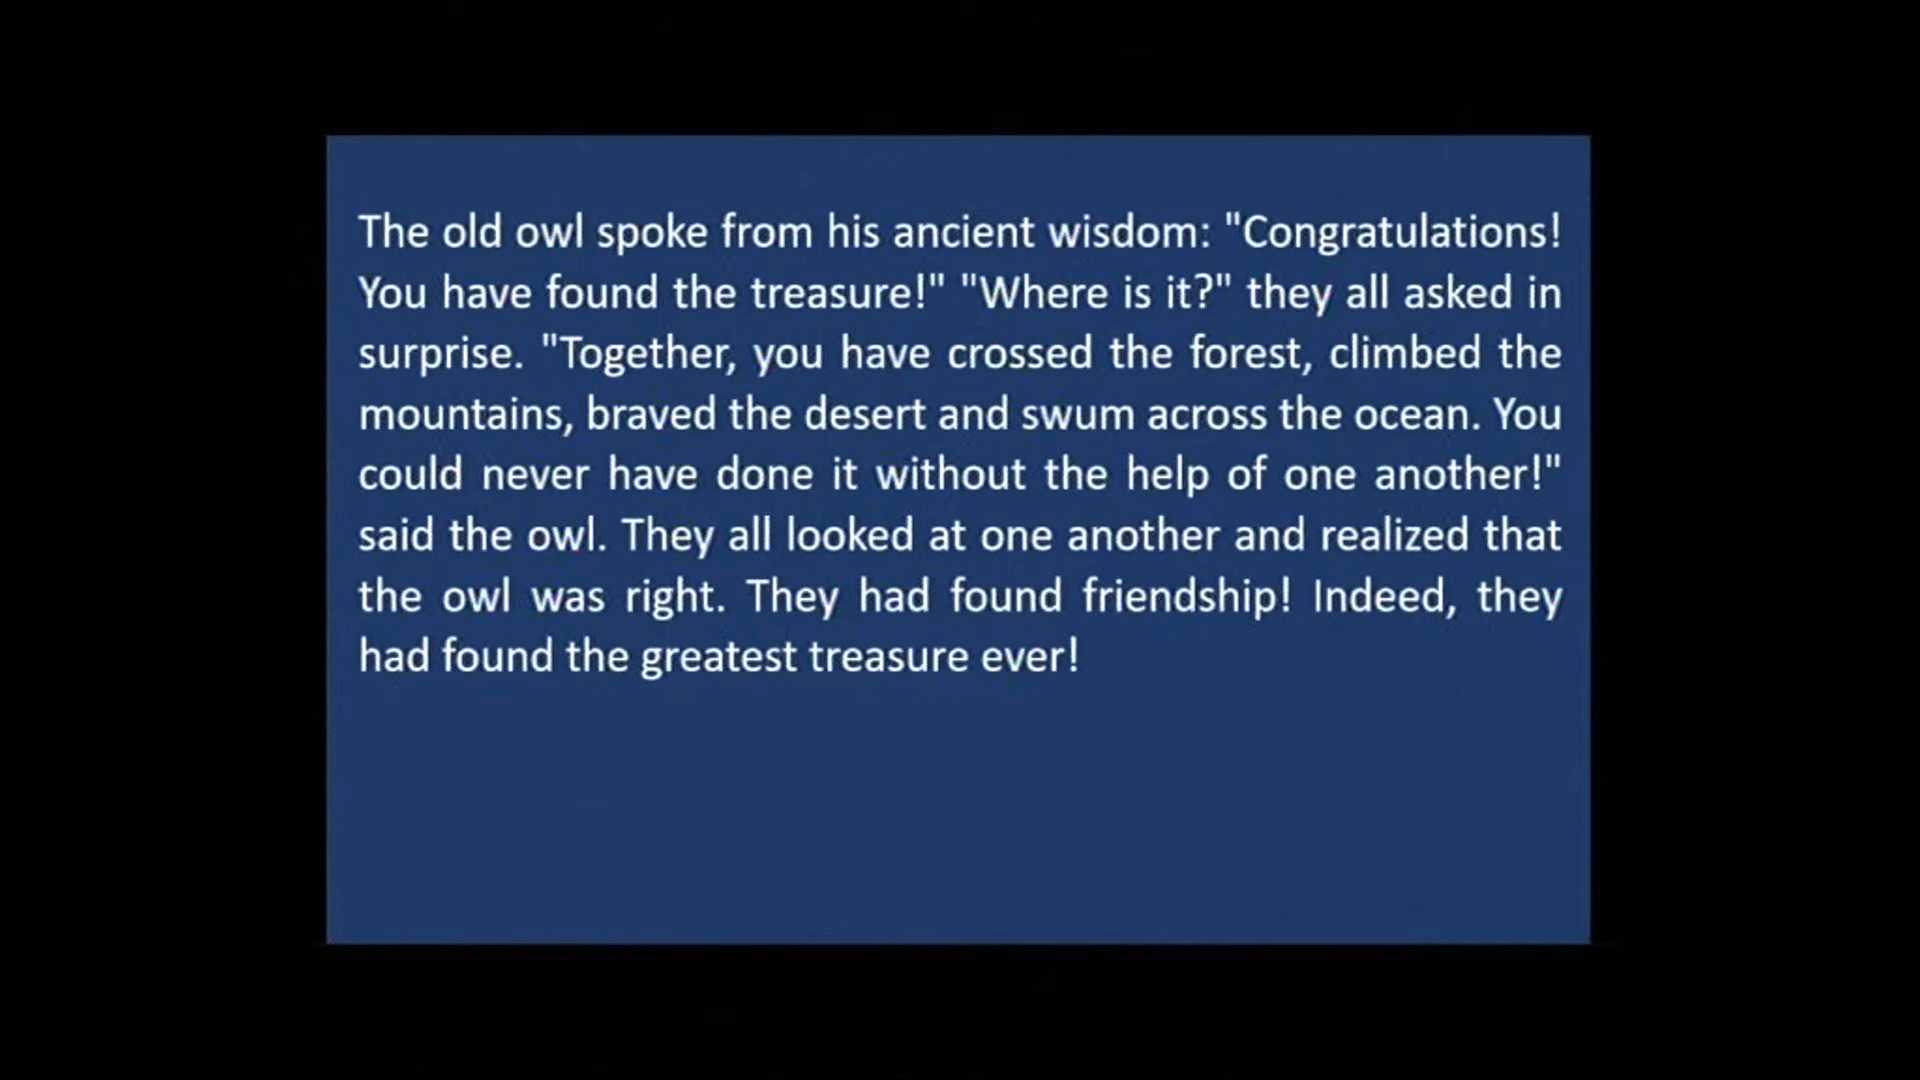 The old owl spoke from his ancient wisdom: "Congratulations!
You have found the treasure!" "Where is it?" they all asked in
surprise. "Together, you have crossed the forest, climbed the
mountains, braved the desert and swum across the ocean. You
could never have done it without the help of one another!"
said the owl. They all looked at one another and realized that
the owl was right. They had found friendship! Indeed, they
had found the greatest treasure ever!